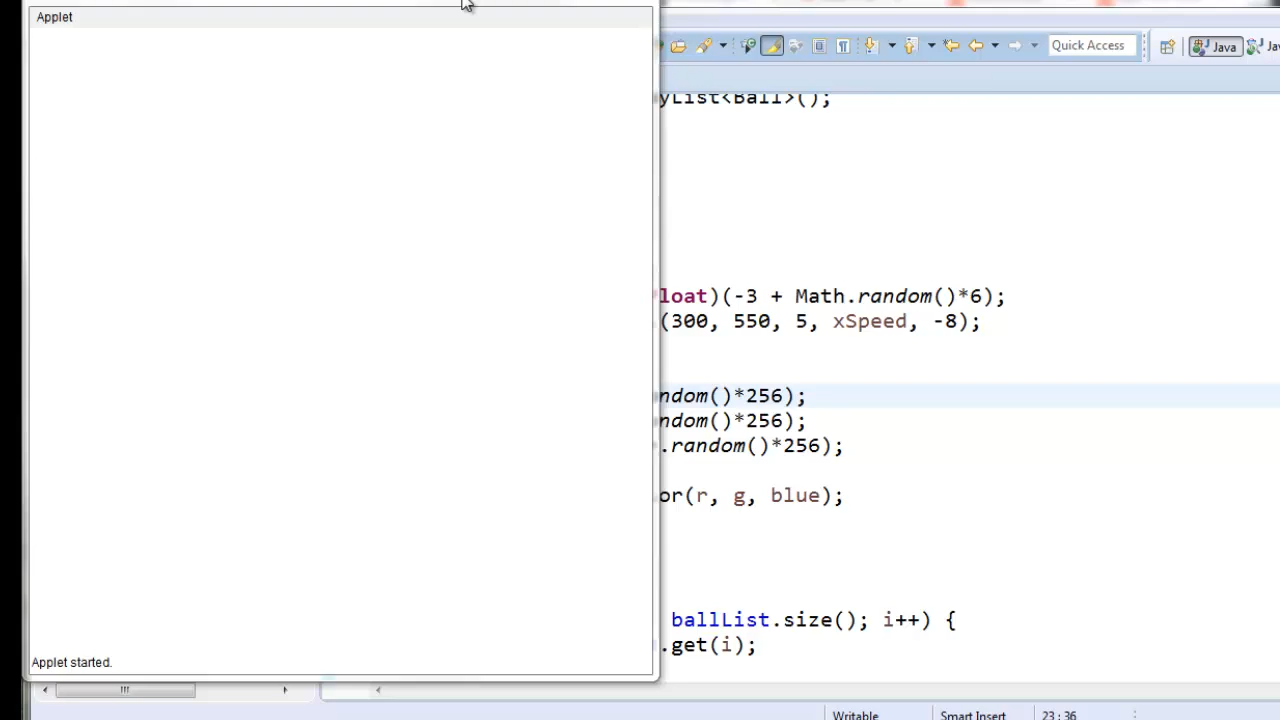 Applet
Quick Access
Java
Ja
yList<Ball>();
loat)(-3 + Math.random()*6);
(300, 550, 5, xSpeed, -8);
ndom()*256);
ndom()*256);
.random()*256);
or(r, g, blue);
ballList.size(); i++) {
.get(i);
Applet started.
Writable
Smart Insert
23 : 36